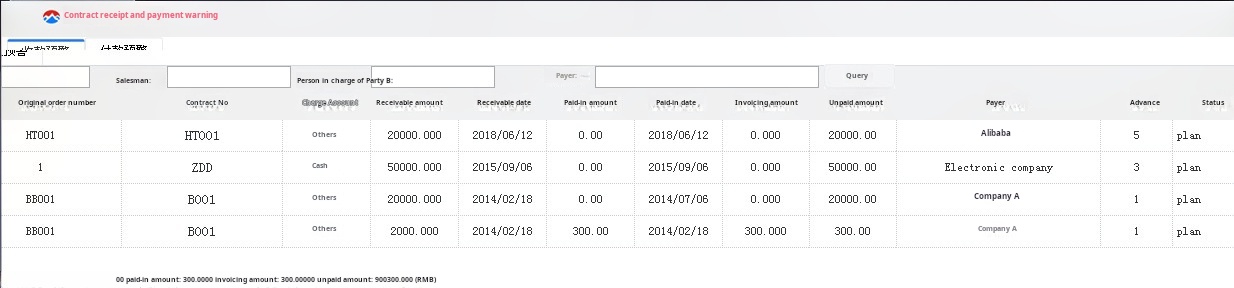 Contract receipt and payment warning
付款预警
Salesman: Person in charge of Party B: Payer: Query
Original order number Contract No Charge Account Receivable amount Receivable date Paid-in amount Paid-in date Invoicing amount Unpaid amount Payer Advance Status
HT001 HT001 Others 20000.000 2018/06/12 0.00 2018/06/12 0.000 20000.00 Alibaba 5 plan
1 ZDD Cash 50000.000 2015/09/06 0.00 2015/09/06 0.000 50000.00 Electronic company 3 plan
BB001 B001 Others 20000.000 2014/02/18 0.00 2014/07/06 0.000 20000.00 Company A 1 plan
BB001 B001 Others 2000.000 2014/02/18 300.00 2014/02/18 300.000 300.00 Company A 1 plan
00 paid-in amount: 300.0000 invoicing amount: 300.00000 unpaid amount: 900300.000 (RMB)